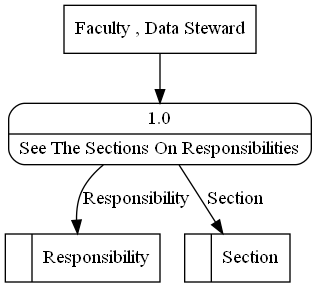 Faculty , Data Steward
1.0
See The Sections On Responsibilities
Responsibility
Section
Responsibility
Section